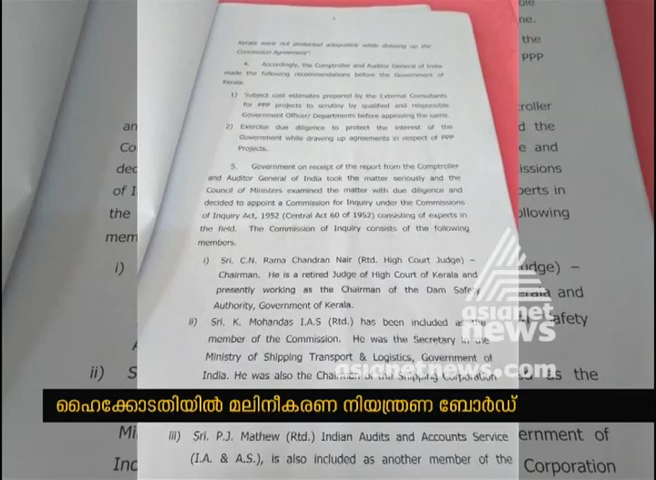 Kerala were not protected adequately while drawing up the
Concession Agreement".
4. Accordingly, the Comptroller and Auditor General of India
made the following recommendations before the Government of
Kerala.
1) Subject cost estimates prepared by the External Consultants
for PPP projects to scrutiny by qualified and responsible
Government Officer/ Departments before approving the same.
2) Exercise due diligence to protect the interest of the
Government while drawing up agreements in respect of PPP
Projects.
5. Government on receipt of the report from the Comptroller
and Auditor General of India took the matter seriously and the
Council of Ministers examined the matter with due diligence and
decided to appoint a Commission for Inquiry under the Commissions
of Inquiry Act, 1952 (Central Act 60 of 1952) consisting of experts in
the field. The Commission of Inquiry consists of the following
members.
i) Sri. C.N. Rama Chandran Nair (Rtd. High Court Judge) –
Chairman. He is a retired Judge of High Court of Kerala and
presently working as the Chairman of the Dam Safety
Authority, Government of Kerala.
ii) Sri. K. Mohandas I.A.S (Rtd.) has been included as the
member of the Commission. He was the Secretary in the
Ministry of Shipping Transport & Logistics, Government of
India. He was also the Chairman of the Shipping Corporation
ഹൈക്കോടതിയിൽ മലിനീകരണ നിയന്ത്രണ ബോർഡ്
iii) Sri. P.J. Mathew (Rtd.) Indian Audits and Accounts Service
(I.A. & A.S.), is also included as another member of the
asianet
news
asianetnews.com